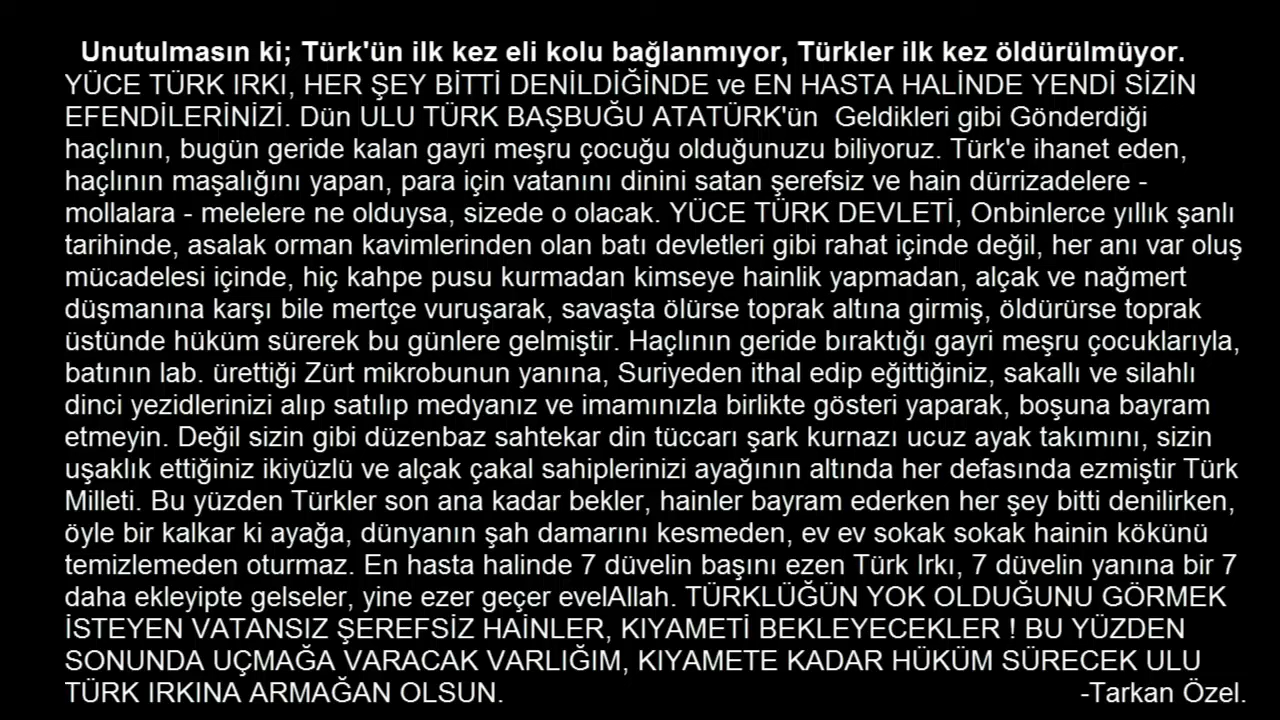 Unutulmasın ki; Türk'ün ilk kez eli kolu bağlanmıyor, Türkler ilk kez öldürülmüyor.
YÜCE TÜRK IRKI, HER ŞEY BİTTİ DENİLDİĞİNDE ve EN HASTA HALİNDE YENDİ SİZİN
EFENDİLERİNİZİ. Dün ULU TÜRK BAŞBUĞU ATATÜRK'ün  Geldikleri gibi Gönderdiği
haçlının, bugün geride kalan gayri meşru çocuğu olduğunuzu biliyoruz. Türk'e ihanet eden,
haçlının maşalığını yapan, para için vatanını dinini satan şerefsiz ve hain dürrizadelere -
mollalara - melelere ne olduysa, sizede o olacak. YÜCE TÜRK DEVLETİ, Onbinlerce yıllık şanlı
tarihinde, asalak orman kavimlerinden olan batı devletleri gibi rahat içinde değil, her anı var oluş
mücadelesi içinde, hiç kahpe pusu kurmadan kimseye hainlik yapmadan, alçak ve nağmert
düşmanına karşı bile mertçe vuruşarak, savaşta ölürse toprak altına girmiş, öldürürse toprak
üstünde hüküm sürerek bu günlere gelmiştir. Haçlının geride bıraktığı gayri meşru çocuklarıyla,
batının lab. ürettiği Zürt mikrobunun yanına, Suriyeden ithal edip eğittiğiniz, sakallı ve silahlı
dinci yezidlerinizi alıp satılıp medyanız ve imamınızla birlikte gösteri yaparak, boşuna bayram
etmeyin. Değil sizin gibi düzenbaz sahtekar din tüccarı şark kurnazı ucuz ayak takımını, sizin
uşaklık ettiğiniz ikiyüzlü ve alçak çakal sahiplerinizi ayağının altında her defasında ezmiştir Türk
Milleti. Bu yüzden Türkler son ana kadar bekler, hainler bayram ederken her şey bitti denilirken,
öyle bir kalkar ki ayağa, dünyanın şah damarını kesmeden, ev ev sokak sokak hainin kökünü
temizlemeden oturmaz. En hasta halinde 7 düvelin başını ezen Türk Irkı, 7 düvelin yanına bir 7
daha ekleyipte gelseler, yine ezer geçer evelAllah. TÜRKLÜĞÜN YOK OLDUĞUNU GÖRMEK
İSTEYEN VATANSIZ ŞEREFSİZ HAİNLER, KIYAMETİ BEKLEYECEKLER ! BU YÜZDEN
SONUNDA UÇMAĞA VARACAK VARLIĞIM, KIYAMETE KADAR HÜKÜM SÜRECEK ULU
TÜRK IRKINA ARMAĞAN OLSUN. -Tarkan Özel.